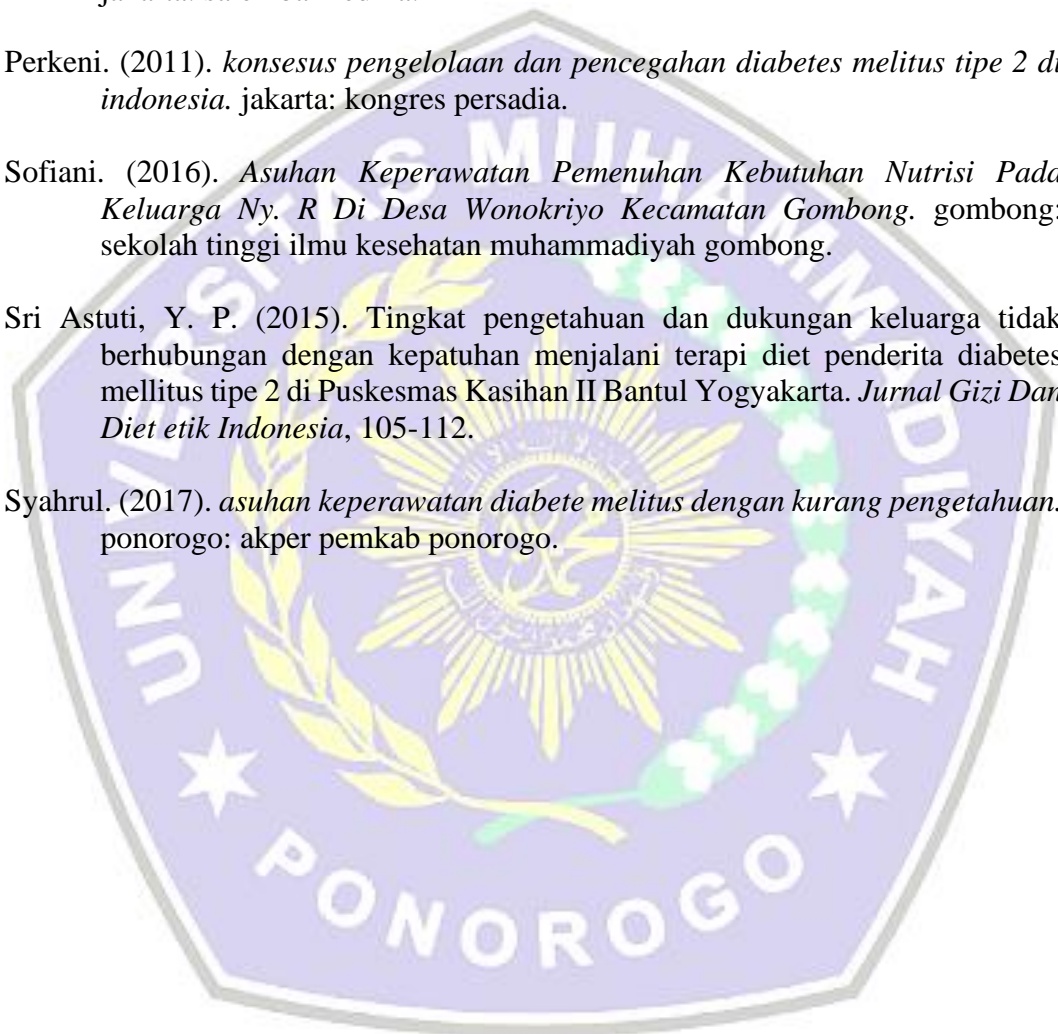 Perkeni. (2011). konsesus pengelolaan dan pencegahan diabetes melitus tipe 2 di
indonesia. jakarta: kongres persadia.
Sofiani. (2016). Asuhan Keperawatan Pemenuhan Kebutuhan Nutrisi Pada
Keluarga Ny. R Di Desa Wonokriyo Kecamatan Gombong. gombong:
sekolah tinggi ilmu kesehatan muhammadiyah gombong.
Sri Astuti, Y. P. (2015). Tingkat pengetahuan dan dukungan keluarga tidak
berhubungan dengan kepatuhan menjalani terapi diet penderita diabetes
mellitus tipe 2 di Puskesmas Kasihan II Bantul Yogyakarta. Jurnal Gizi Dan
Diet etik Indonesia, 105-112.
Syahrul. (2017). asuhan keperawatan diabete melitus dengan kurang pengetahuan.
ponorogo: akper pemkab ponorogo.
UNIVERSITAS MUHAMMADIYAH
PONOROGO